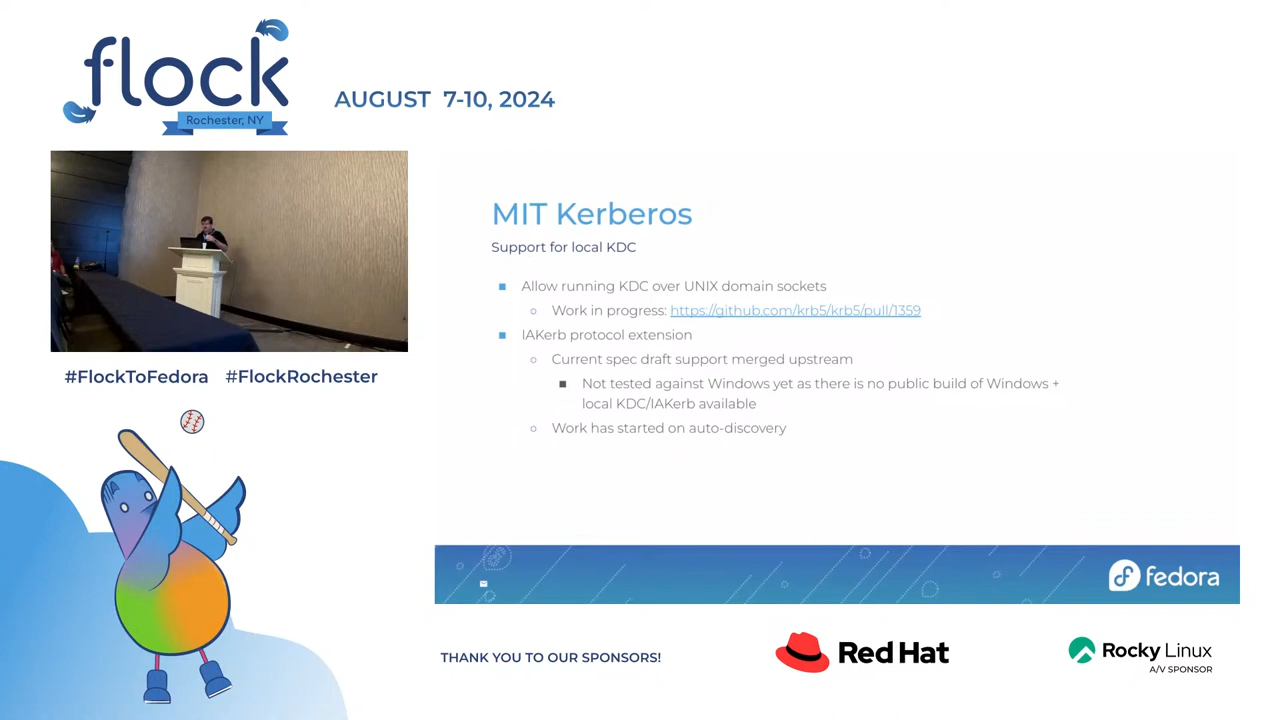 flock
Rochester, NY
AUGUST 7-10, 2024
#FlockToFedora #FlockRochester
MIT Kerberos
Support for local KDC
Allow running KDC over UNIX domain sockets
Work in progress: https://github.com/krb5/krb5/pull/1359
IAKerb protocol extension
Current spec draft support merged upstream
Not tested against Windows yet as there is no public build of Windows +
local KDC/IAKerb available
Work has started on auto-discovery
fedora
THANK YOU TO OUR SPONSORS!
Red Hat
Rocky Linux
A/V SPONSOR